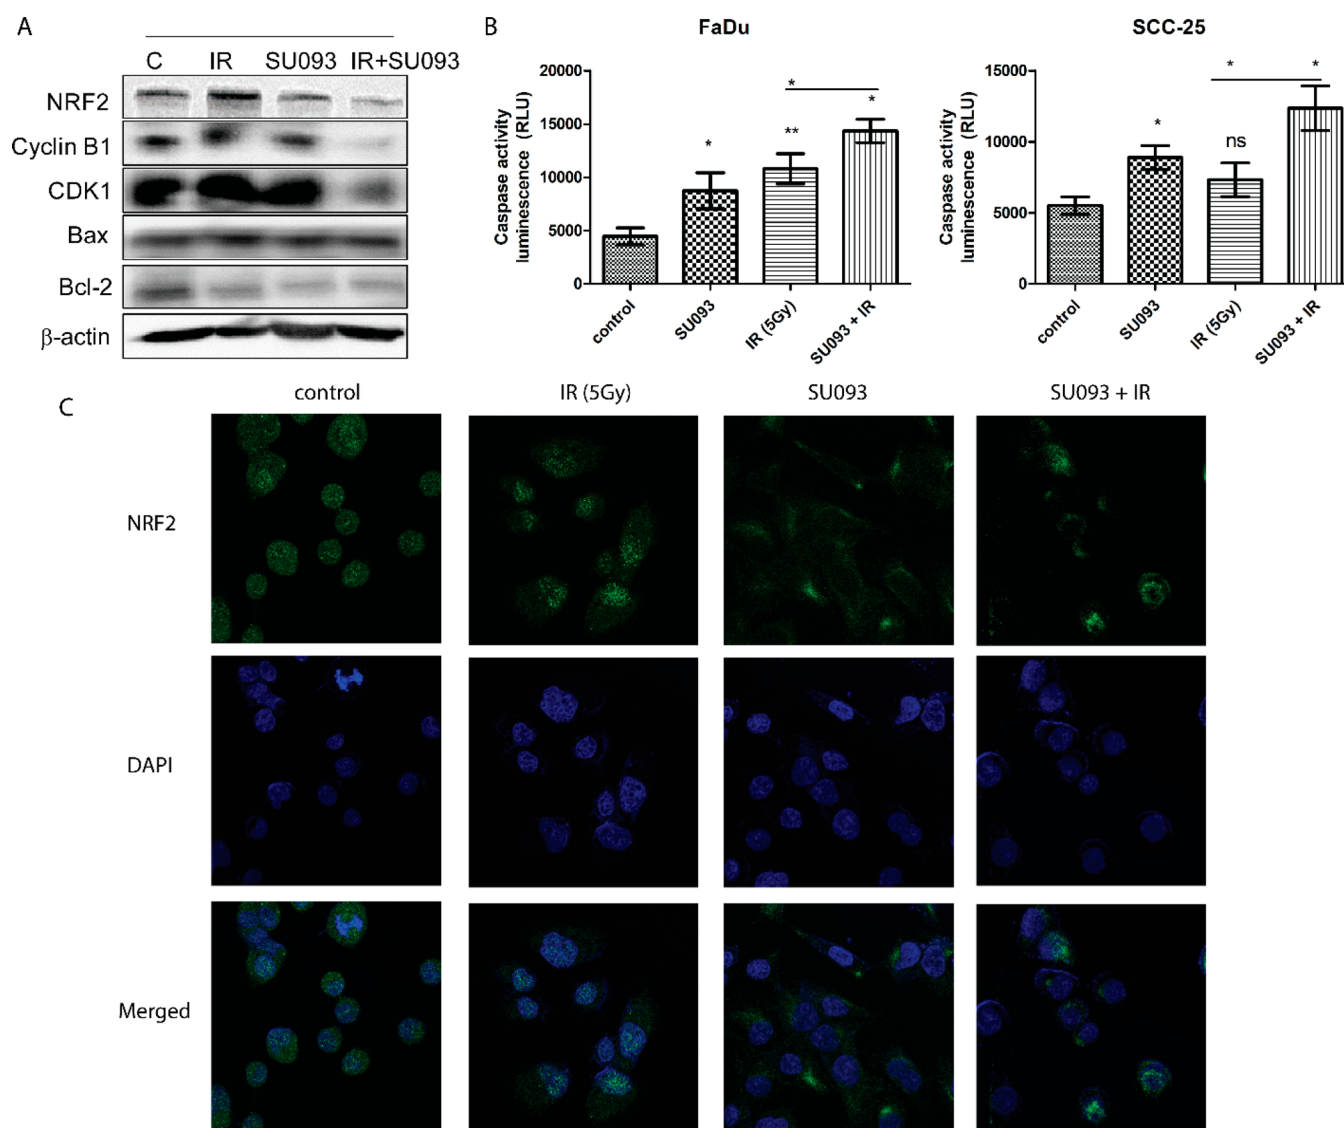 A
C IR SU093 IR+SU093
NRF2
Cyclin B1
CDK1
Bax
Bcl-2
β-actin
B
FaDu
Caspase activity
luminescence (RLU)
20000
15000
10000
5000
0
*
**
*
*
control
SU093
IR (5Gy)
SU093 + IR
SCC-25
Caspase activity
luminescence (RLU)
15000
10000
5000
0
*
ns
*
*
control
SU093
IR (5Gy)
SU093 + IR
C
control IR (5Gy) SU093 SU093 + IR
NRF2
DAPI
Merged